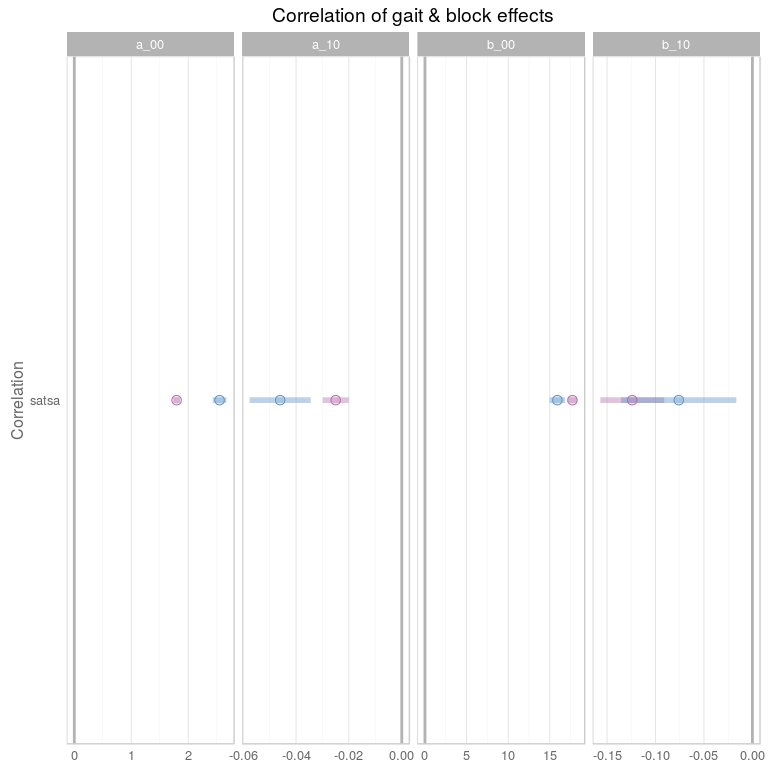 Correlation of gait & block effects
a_00 a_10 b_00 b_10
Correlation
satsa
0 1 2 -0.06 -0.04 -0.02 0.00 0 5 10 15 -0.15 -0.10 -0.05 0.00